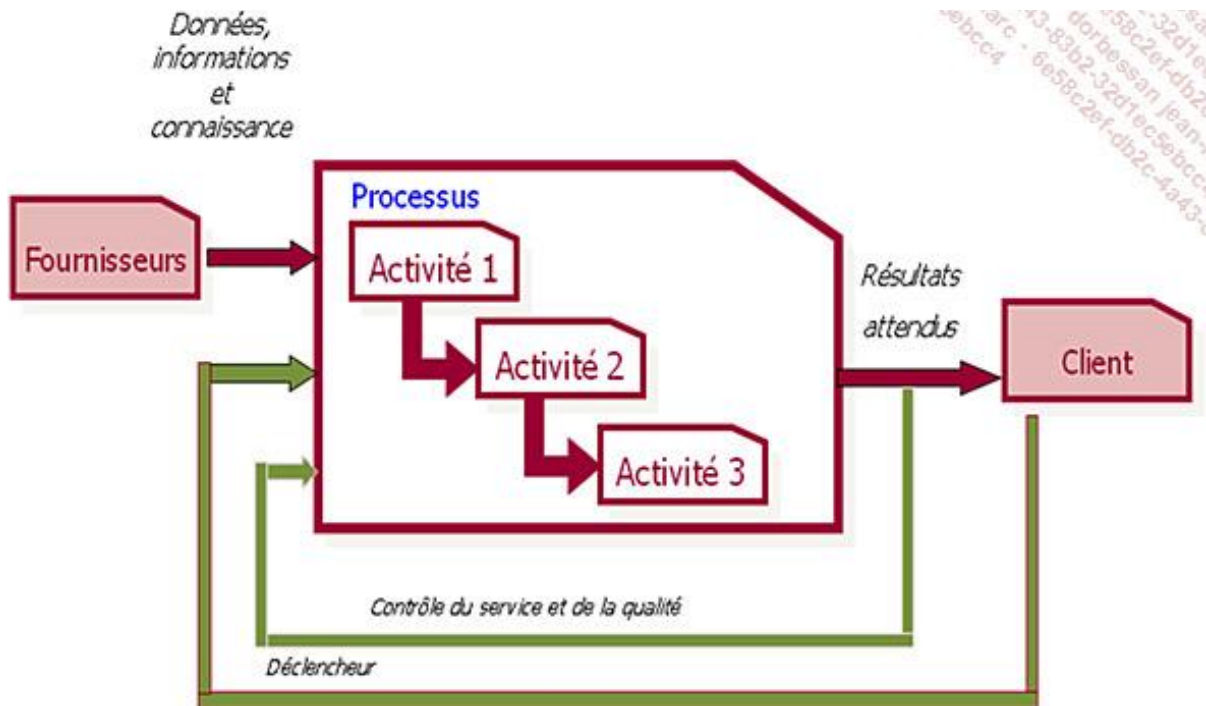 Données,
informations
et
connaissance
Fournisseurs
Processus
Activité 1
Activité 2
Activité 3
Résultats
attendus
Client
Contrôle du service et de la qualité
Déclencheur